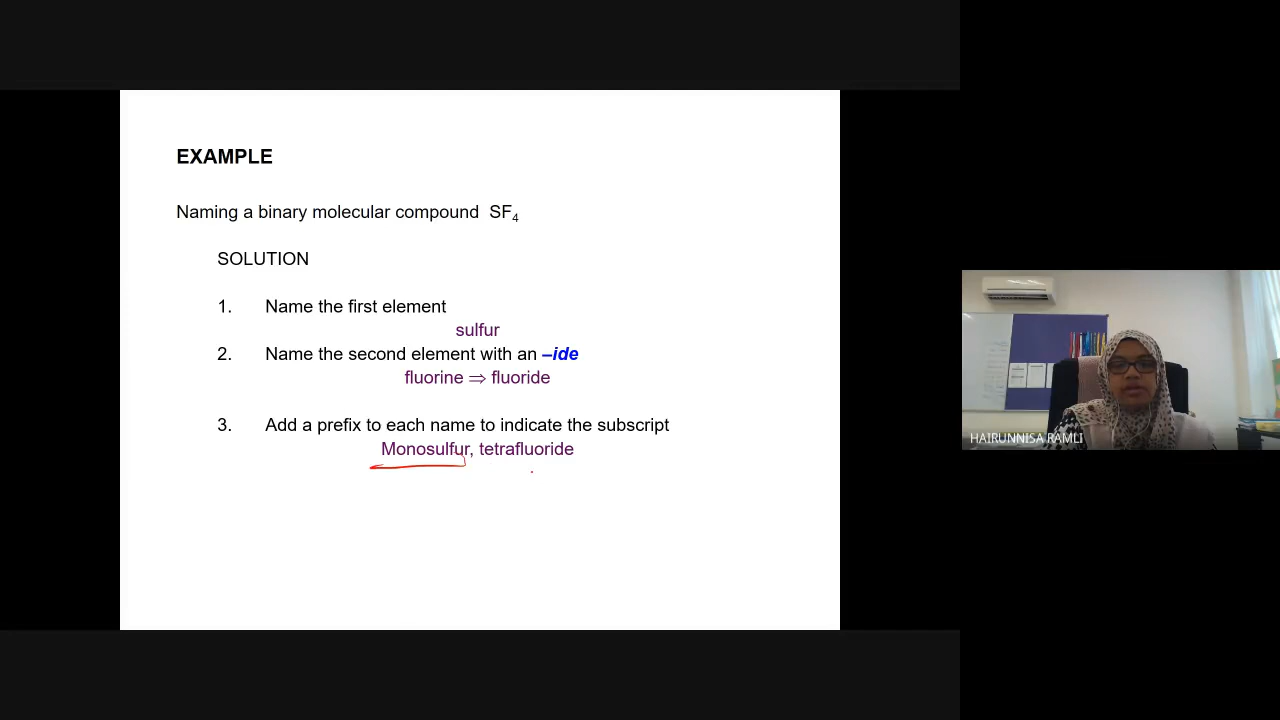 EXAMPLE
Naming a binary molecular compound SF₄
SOLUTION
1. Name the first element
sulfur
2. Name the second element with an –ide
fluorine ⇒ fluoride
3. Add a prefix to each name to indicate the subscript
Monosulfur, tetrafluoride
HAIRUNNISA RAMLI